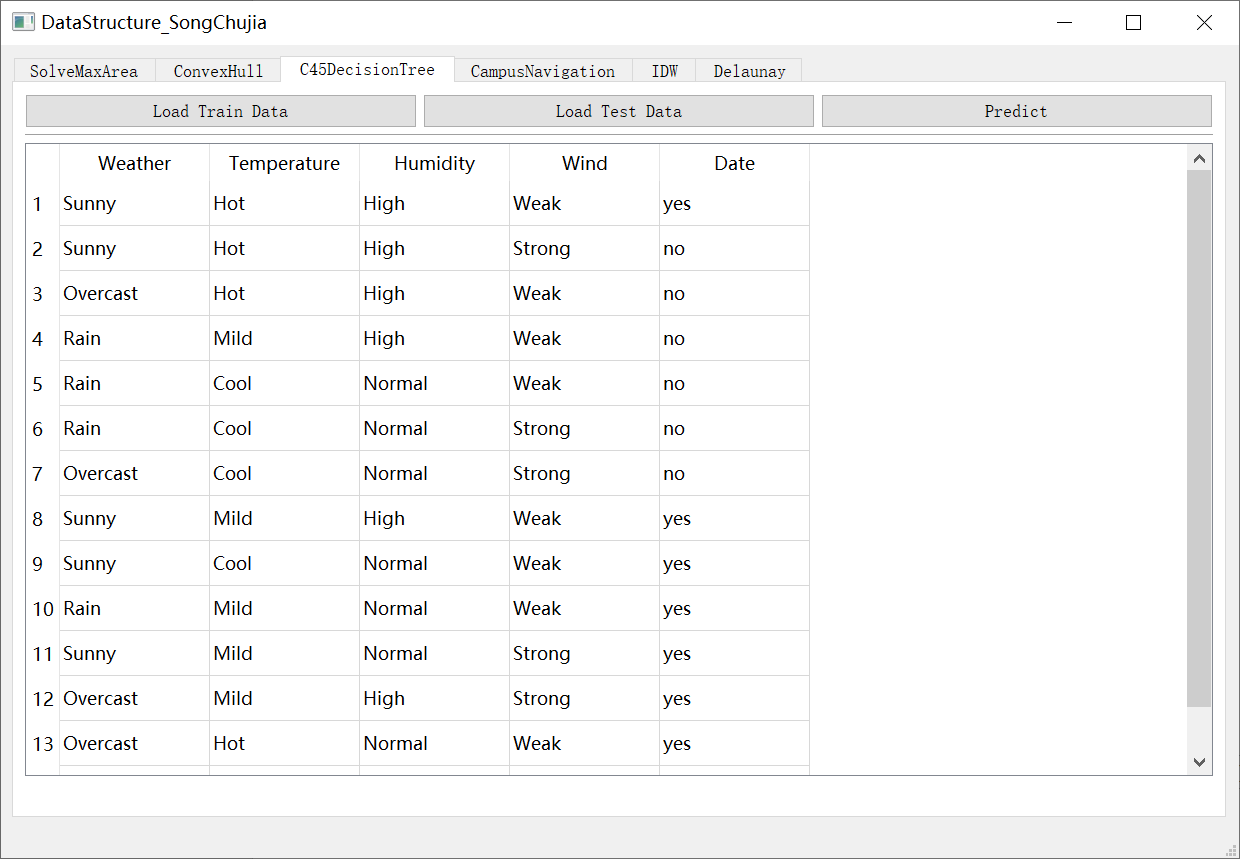 DataStructure_SongChujia
SolveMaxArea ConvexHull C45DecisionTree CampusNavigation IDW Delaunay
Load Train Data Load Test Data Predict
Weather Temperature Humidity Wind Date
1 Sunny Hot High Weak yes
2 Sunny Hot High Strong no
3 Overcast Hot High Weak no
4 Rain Mild High Weak no
5 Rain Cool Normal Weak no
6 Rain Cool Normal Strong no
7 Overcast Cool Normal Strong no
8 Sunny Mild High Weak yes
9 Sunny Cool Normal Weak yes
10 Rain Mild Normal Weak yes
11 Sunny Mild Normal Strong yes
12 Overcast Mild High Strong yes
13 Overcast Hot Normal Weak yes